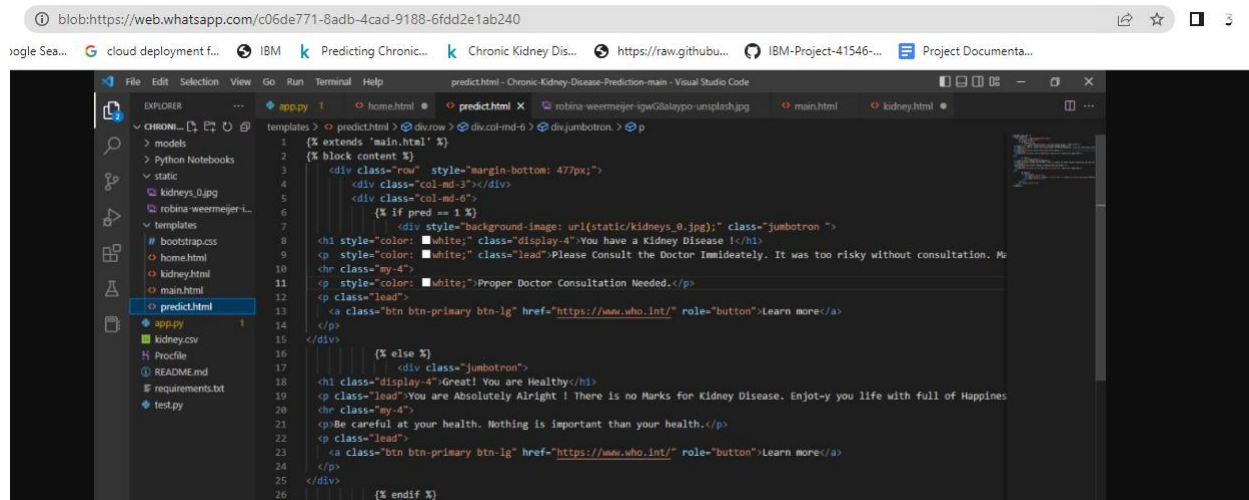 blob:https://web.whatsapp.com/c06de771-8adb-4cad-9188-6fdd2e1ab240
ogle Sea... cloud deployment f... IBM Predicting Chronic... Chronic Kidney Dis... https://raw.githubu... IBM-Project-41546-... Project Documenta...
File Edit Selection View Go Run Terminal Help predict.html - Chronic-Kidney-Disease-Prediction-main - Visual Studio Code
EXPLORER ... app.py 1 home.html predict.html robina-weermeijer-igwG8alaypo-unsplash.jpg main.html kidney.html
CHRONI... templates > predict.html > div.row > div.col-md-6 > div.jumbotron. > p
models
Python Notebooks
static
kidneys_0.jpg
robina-weermeijer-i...
templates
bootstrap.css
home.html
kidney.html
main.html
predict.html
app.py 1
kidney.csv
Procfile
README.md
requirements.txt
test.py
1 {% extends 'main.html' %}
2 {% block content %}
3 <div class="row" style="margin-bottom: 477px;">
4 <div class="col-md-3"></div>
5 <div class="col-md-6">
6 {% if pred == 1 %}
7 <div style="background-image: url(static/kidneys_0.jpg);" class="jumbotron ">
8 <h1 style="color: white;" class="display-4">You have a Kidney Disease !</h1>
9 <p style="color: white;" class="lead">Please Consult the Doctor Immideately. It was too risky without consultation. Ma
10 <hr class="my-4">
11 <p style="color: white;">Proper Doctor Consultation Needed.</p>
12 <p class="lead">
13 <a class="btn btn-primary btn-lg" href="https://www.who.int/" role="button">Learn more</a>
14 </p>
15 </div>
16 {% else %}
17 <div class="jumbotron">
18 <h1 class="display-4">Great! You are Healthy</h1>
19 <p class="lead">You are Absolutely Alright ! There is no Marks for Kidney Disease. Enjot-y you life with full of Happines
20 <hr class="my-4">
21 <p>Be careful at your health. Nothing is important than your health.</p>
22 <p class="lead">
23 <a class="btn btn-primary btn-lg" href="https://www.who.int/" role="button">Learn more</a>
24 </p>
25 </div>
26 {% endif %}